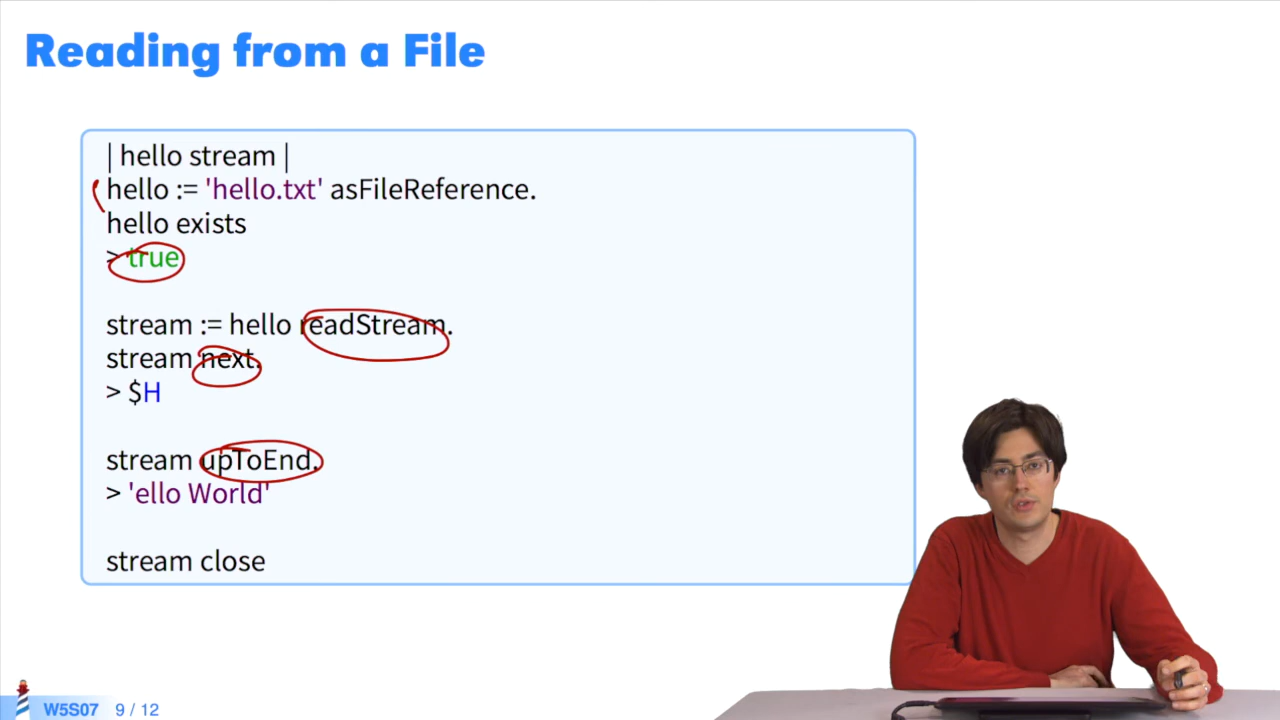 Reading from a File
| hello stream |
hello := 'hello.txt' asFileReference.
hello exists
> true
stream := hello readStream.
stream next.
> $H
stream upToEnd.
> 'ello World'
stream close
W5S07 9 / 12